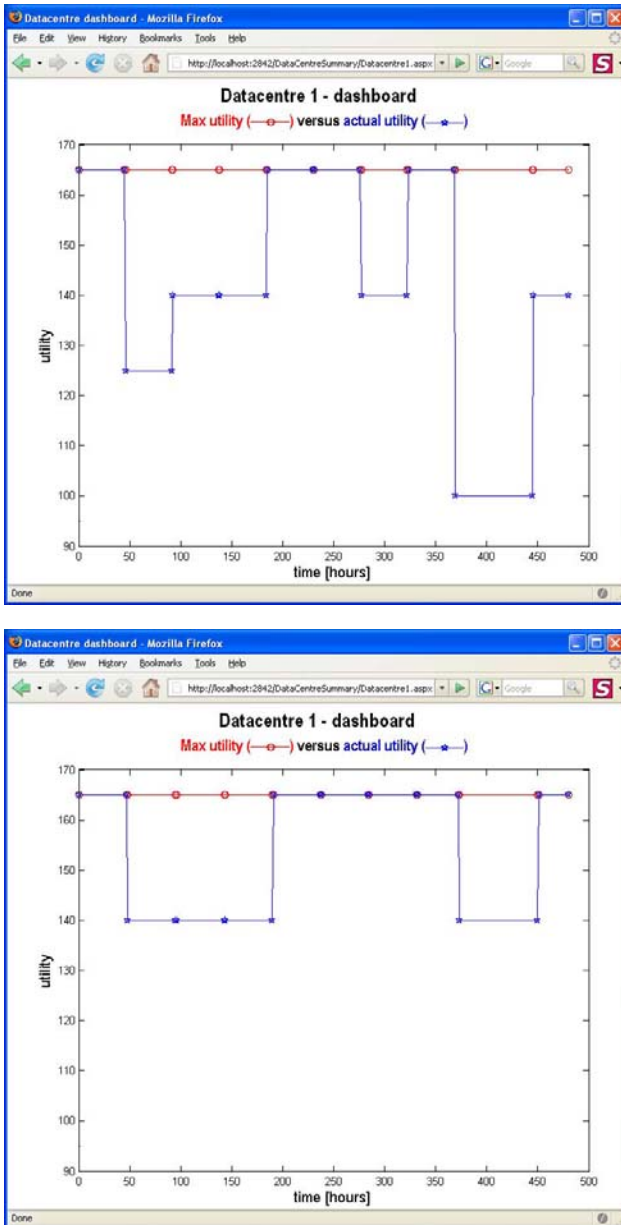 Datacentre dashboard - Mozilla Firefox
File Edit View History Bookmarks Tools Help
http://localhost:2842/DataCentreSummary/Datacentre1.aspx
Google
S
Datacentre 1 - dashboard
Max utility ( ) versus actual utility ( )
170
160
150
140
130
120
110
100
90
utility
0 50 100 150 200 250 300 350 400 450 500
time [hours]
Done
Datacentre dashboard - Mozilla Firefox
File Edit View History Bookmarks Tools Help
http://localhost:2842/DataCentreSummary/Datacentre1.aspx
Google
S
Datacentre 1 - dashboard
Max utility ( ) versus actual utility ( )
170
160
150
140
130
120
110
100
90
utility
0 50 100 150 200 250 300 350 400 450 500
time [hours]
Done